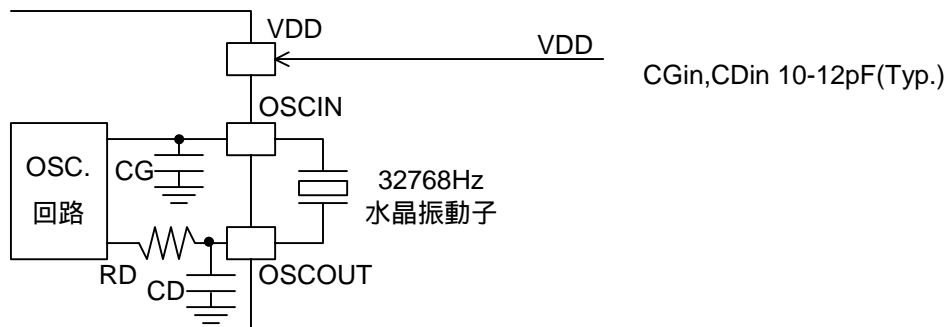 VDD
VDD
CGin,CDin 10-12pF(Typ.)
OSCIN
OSC.
回路
CG
32768Hz
水晶振動子
RD
CD
OSCOUT